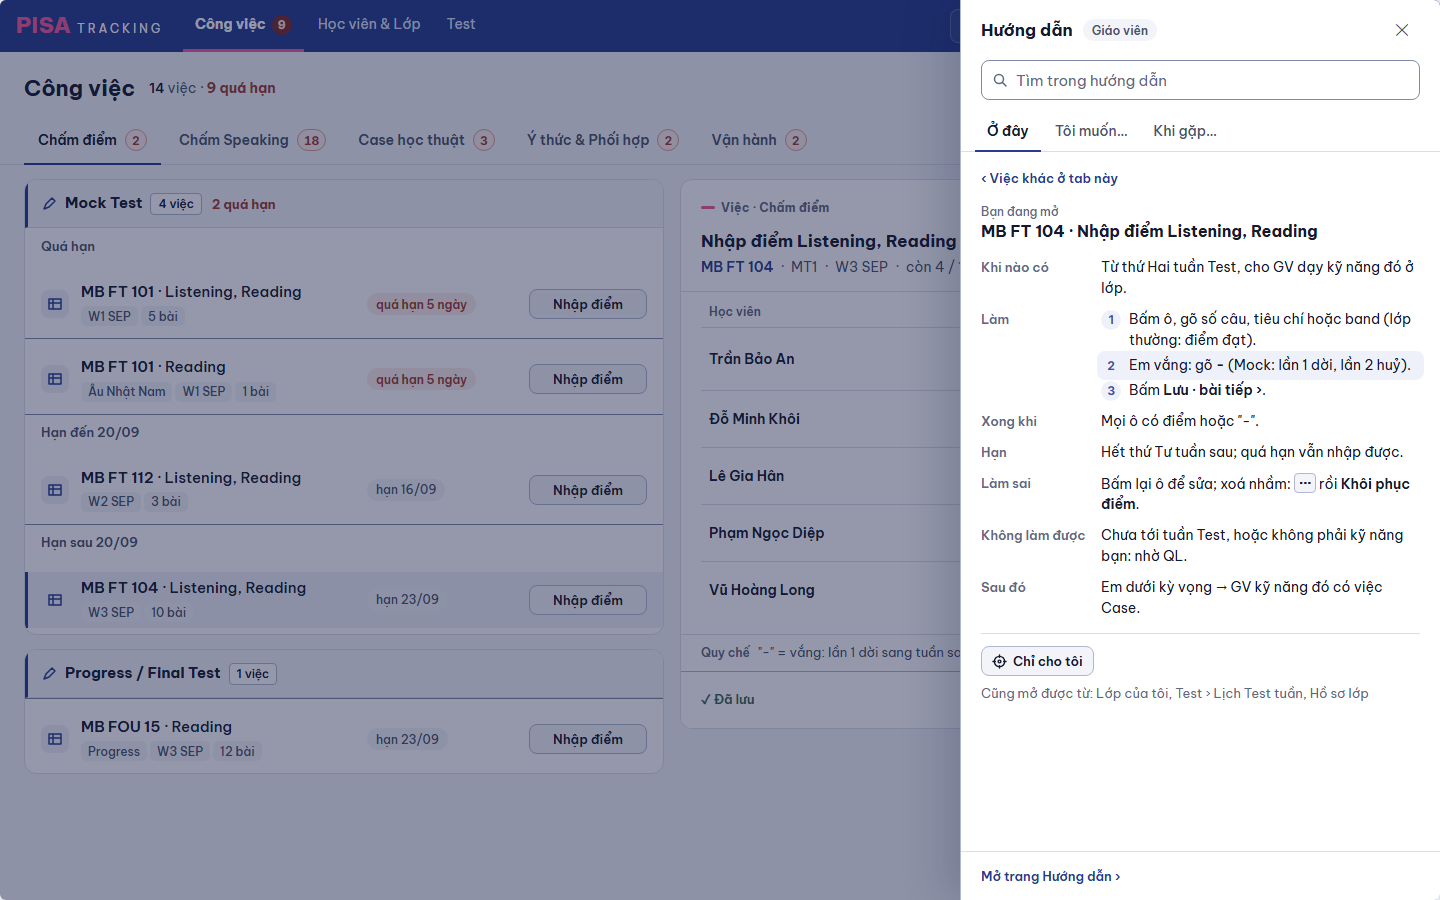 PISA TRACKING
Công việc 9
Học viên & Lớp
Test
Công việc
14 việc · 9 quá hạn
Chấm điểm 2
Chấm Speaking 18
Case học thuật 3
Ý thức & Phối hợp 2
Vận hành 2
Mock Test 4 việc 2 quá hạn
Quá hạn
MB FT 101 · Listening, Reading
W1 SEP 5 bài
quá hạn 5 ngày
Nhập điểm
MB FT 101 · Reading
Âu Nhật Nam W1 SEP 1 bài
quá hạn 5 ngày
Nhập điểm
Hạn đến 20/09
MB FT 112 · Listening, Reading
W2 SEP 3 bài
hạn 16/09
Nhập điểm
Hạn sau 20/09
MB FT 104 · Listening, Reading
W3 SEP 10 bài
hạn 23/09
Nhập điểm
Progress / Final Test 1 việc
MB FOU 15 · Reading
Progress W3 SEP 12 bài
hạn 23/09
Nhập điểm
Việc · Chấm điểm
Nhập điểm Listening, Reading
MB FT 104 · MT1 · W3 SEP · còn 4 /
Học viên
Trần Bảo An
Đỗ Minh Khôi
Lê Gia Hân
Phạm Ngọc Diệp
Vũ Hoàng Long
Quy chế "-" = vắng: lần 1 dời sang tuần sa
✓ Đã lưu
Hướng dẫn Giáo viên
Tìm trong hướng dẫn
Ở đây
Tôi muốn...
Khi gặp...
‹ Việc khác ở tab này
Bạn đang mở
MB FT 104 · Nhập điểm Listening, Reading
Khi nào có
Từ thứ Hai tuần Test, cho GV dạy kỹ năng đó ở
lớp.
Làm
1 Bấm ô, gõ số câu, tiêu chí hoặc band (lớp
thường: điểm đạt).
2 Em vắng: gõ - (Mock: lần 1 dời, lần 2 huỷ).
3 Bấm Lưu · bài tiếp ›.
Xong khi
Mọi ô có điểm hoặc "-".
Hạn
Hết thứ Tư tuần sau; quá hạn vẫn nhập được.
Làm sai
Bấm lại ô để sửa; xoá nhầm: ··· rồi Khôi phục
điểm.
Không làm được
Chưa tới tuần Test, hoặc không phải kỹ năng
bạn: nhờ QL.
Sau đó
Em dưới kỳ vọng → GV kỹ năng đó có việc
Case.
Chỉ cho tôi
Cũng mở được từ: Lớp của tôi, Test › Lịch Test tuần, Hồ sơ lớp
Mở trang Hướng dẫn ›